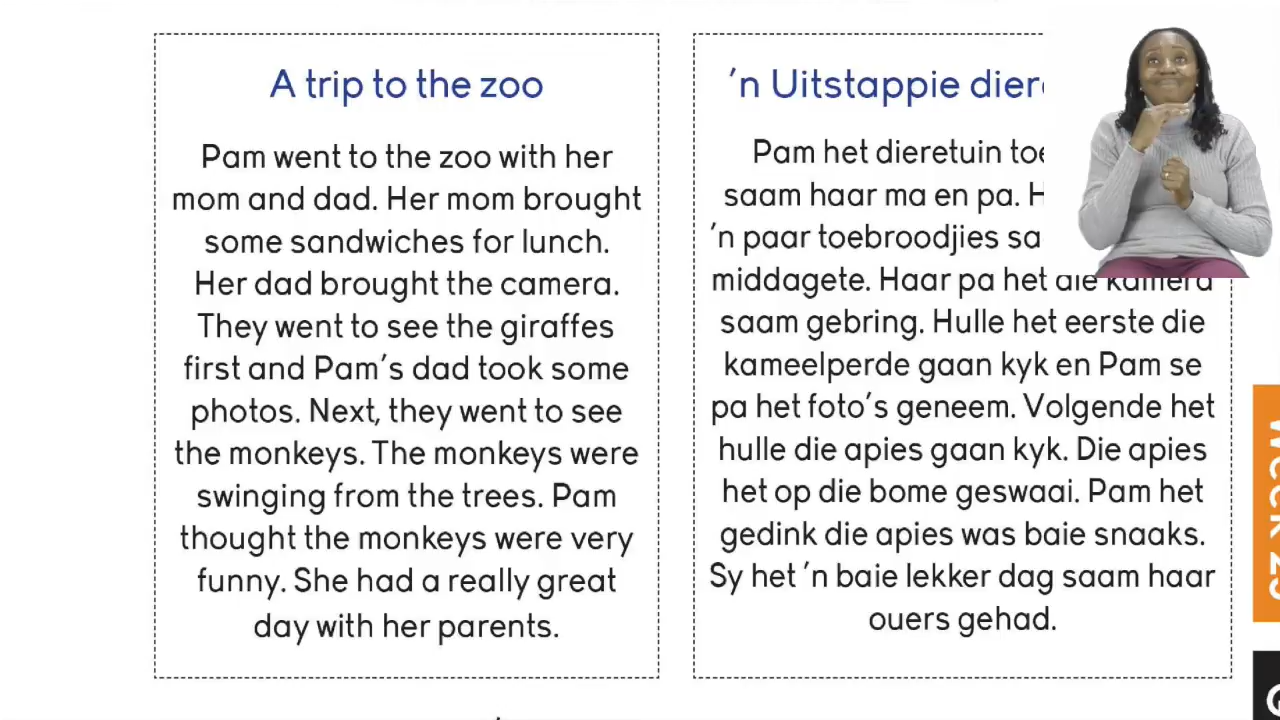 A trip to the zoo
Pam went to the zoo with her
mom and dad. Her mom brought
some sandwiches for lunch.
Her dad brought the camera.
They went to see the giraffes
first and Pam's dad took some
photos. Next, they went to see
the monkeys. The monkeys were
swinging from the trees. Pam
thought the monkeys were very
funny. She had a really great
day with her parents.
'n Uitstappie
Pam het dieretuin
saam haar ma en pa.
'n paar toebroodjies
middagete. Haar pa het die kamera
saam gebring. Hulle het eerste die
kameelperde gaan kyk en Pam se
pa het foto's geneem. Volgende het
hulle die apies gaan kyk. Die apies
het op die bome geswaai. Pam het
gedink die apies was baie snaaks.
Sy het 'n baie lekker dag saam haar
ouers gehad.